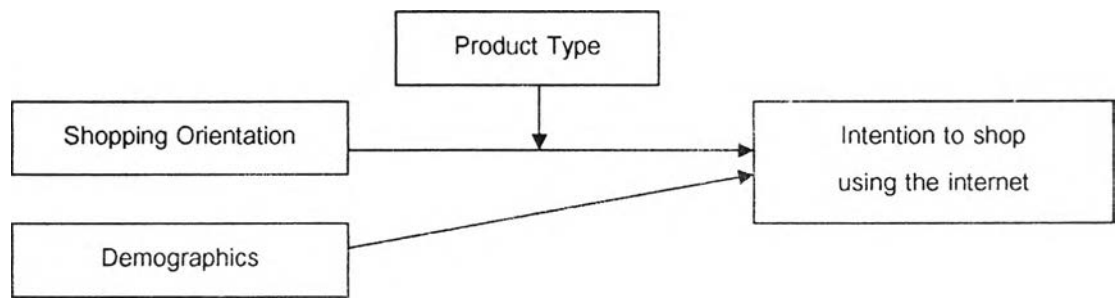 Product Type
Shopping Orientation
Intention to shop
using the internet
Demographics